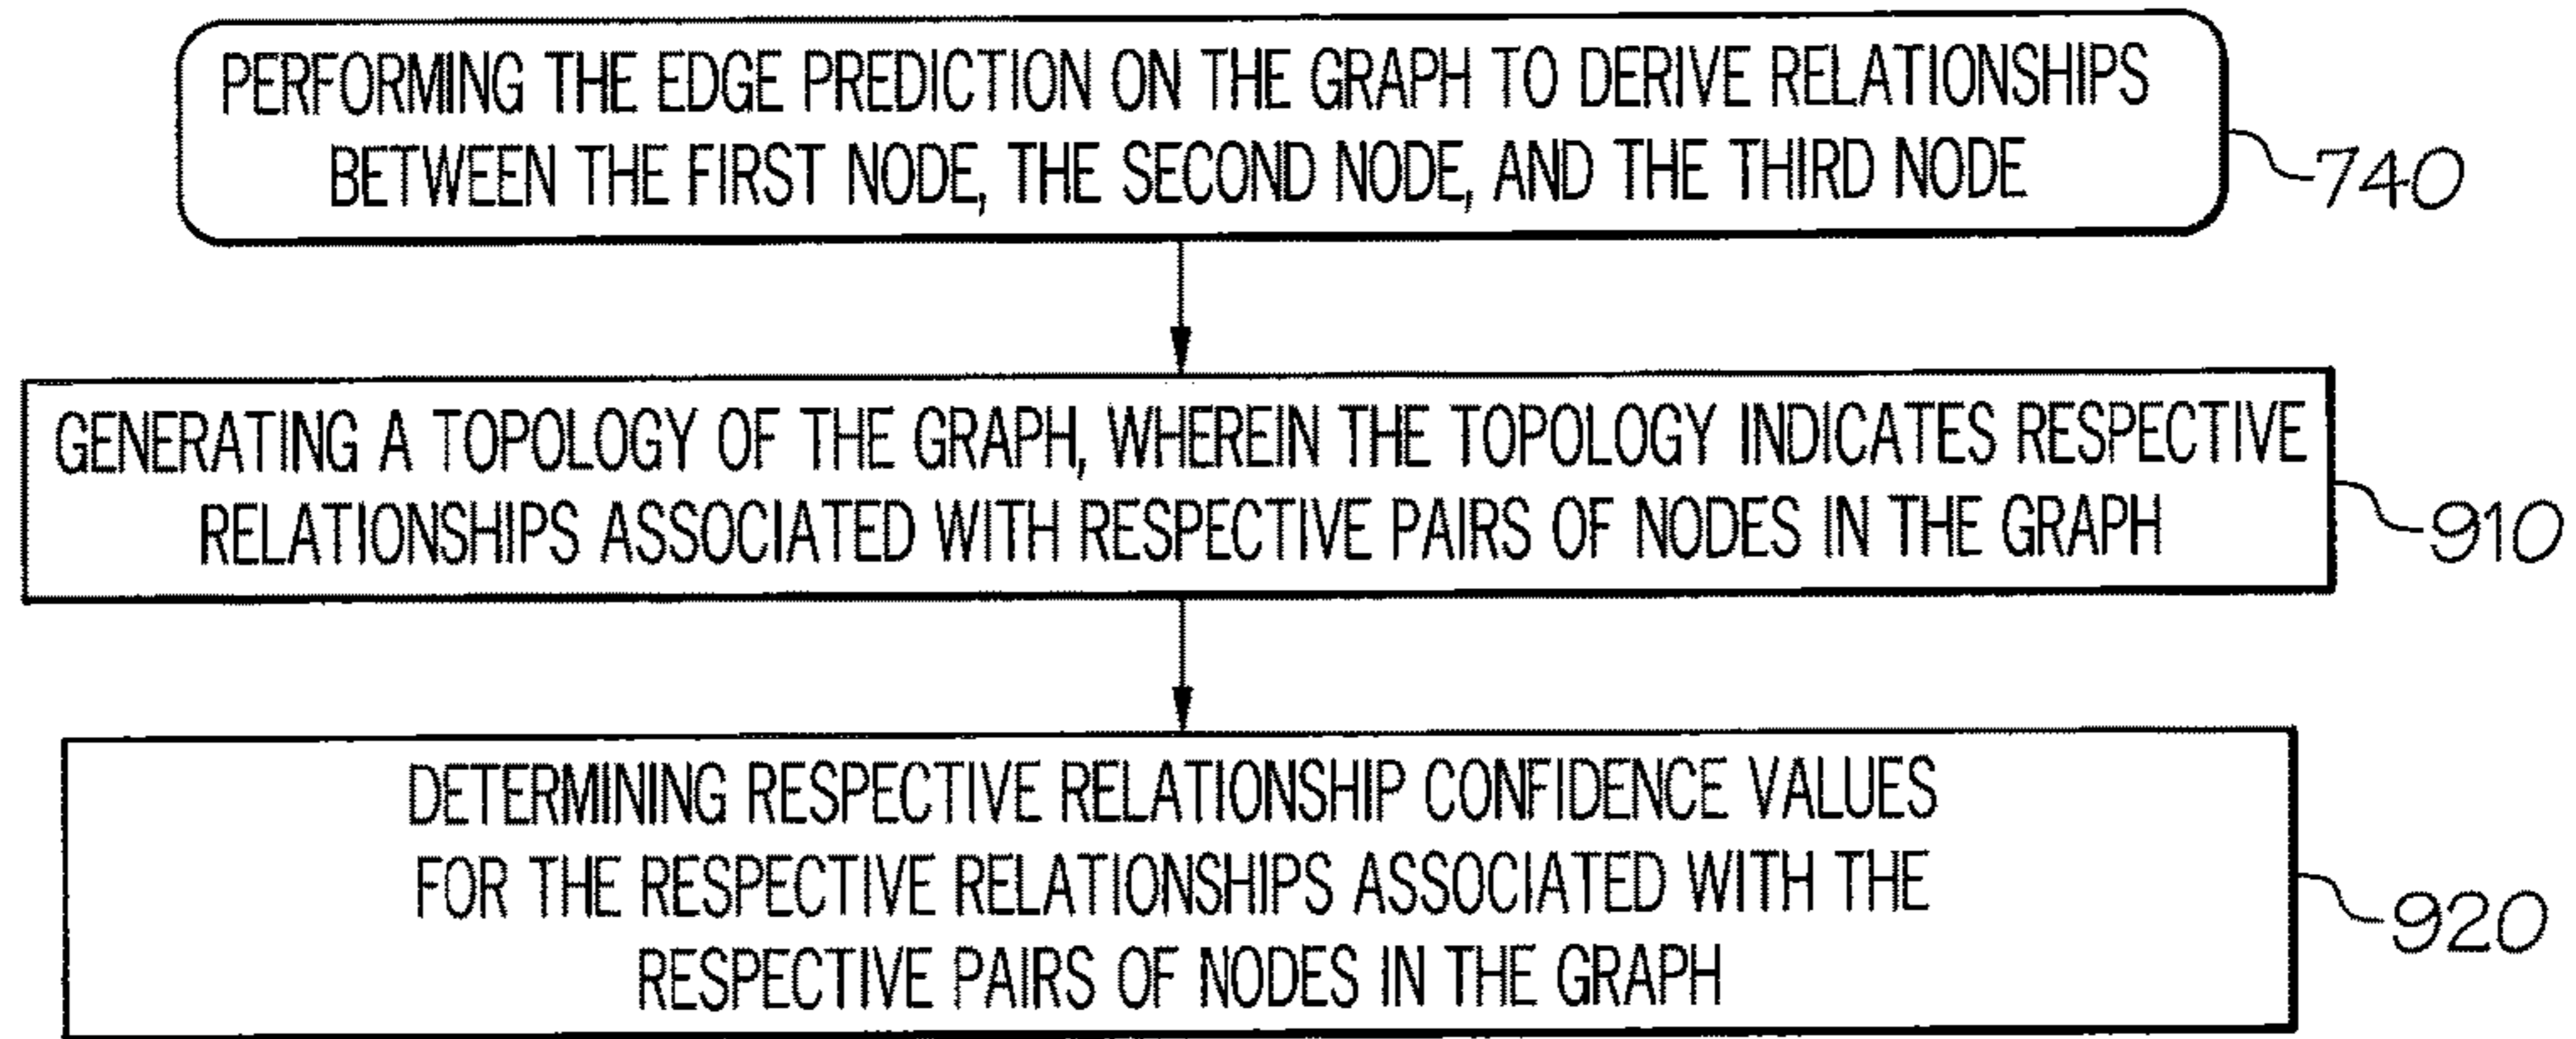 PERFORMING THE EDGE PREDICTION ON THE GRAPH TO DERIVE RELATIONSHIPS
BETWEEN THE FIRST NODE, THE SECOND NODE, AND THE THIRD NODE
740
GENERATING A TOPOLOGY OF THE GRAPH, WHEREIN THE TOPOLOGY INDICATES RESPECTIVE
RELATIONSHIPS ASSOCIATED WITH RESPECTIVE PAIRS OF NODES IN THE GRAPH
910
DETERMINING RESPECTIVE RELATIONSHIP CONFIDENCE VALUES
FOR THE RESPECTIVE RELATIONSHIPS ASSOCIATED WITH THE
RESPECTIVE PAIRS OF NODES IN THE GRAPH
920